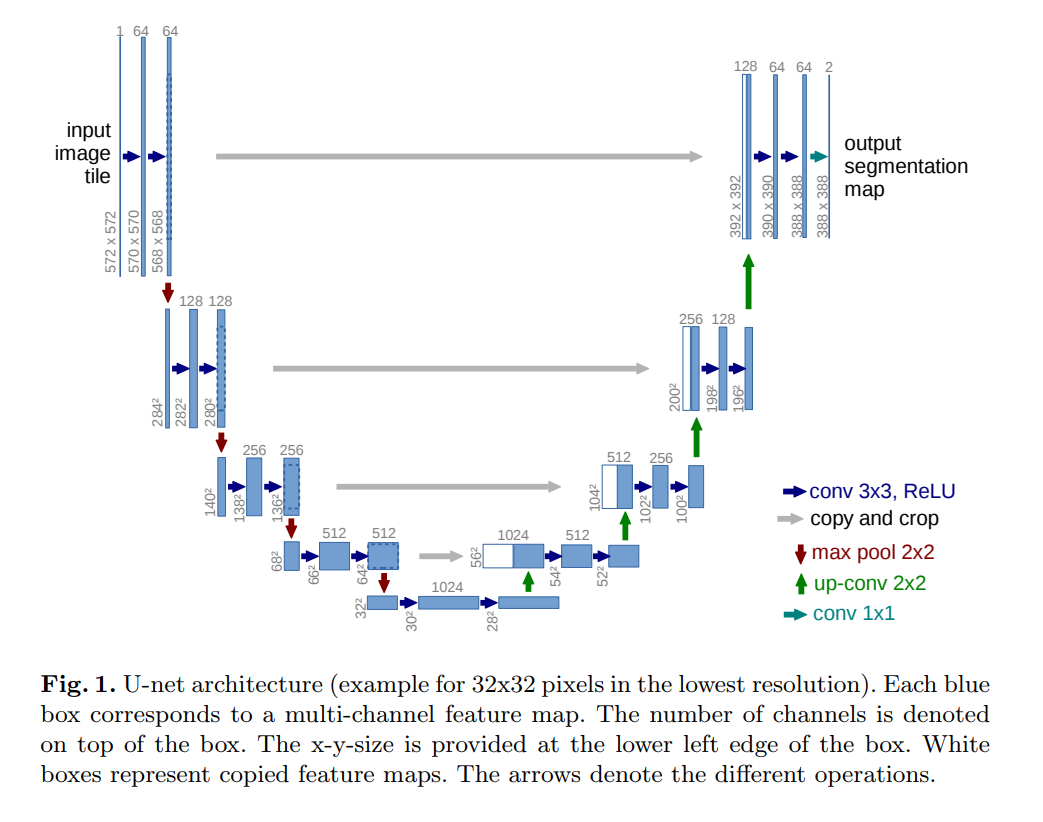 1 64 64
128 64 64 2
input
image
tile
output
segmentation
map
572 x 572
570 x 570
568 x 568
392 x 392
390 x 390
388 x 388
388 x 388
128 128
256 128
284²
282²
280²
200²
198²
196²
256 256
512 256
140²
138²
136²
104²
102²
100²
conv 3x3, ReLU
copy and crop
max pool 2x2
up-conv 2x2
conv 1x1
512 512
1024 512
68²
66²
64²
56²
54²
52²
1024
32²
30²
28²
Fig. 1. U-net architecture (example for 32x32 pixels in the lowest resolution). Each blue
box corresponds to a multi-channel feature map. The number of channels is denoted
on top of the box. The x-y-size is provided at the lower left edge of the box. White
boxes represent copied feature maps. The arrows denote the different operations.